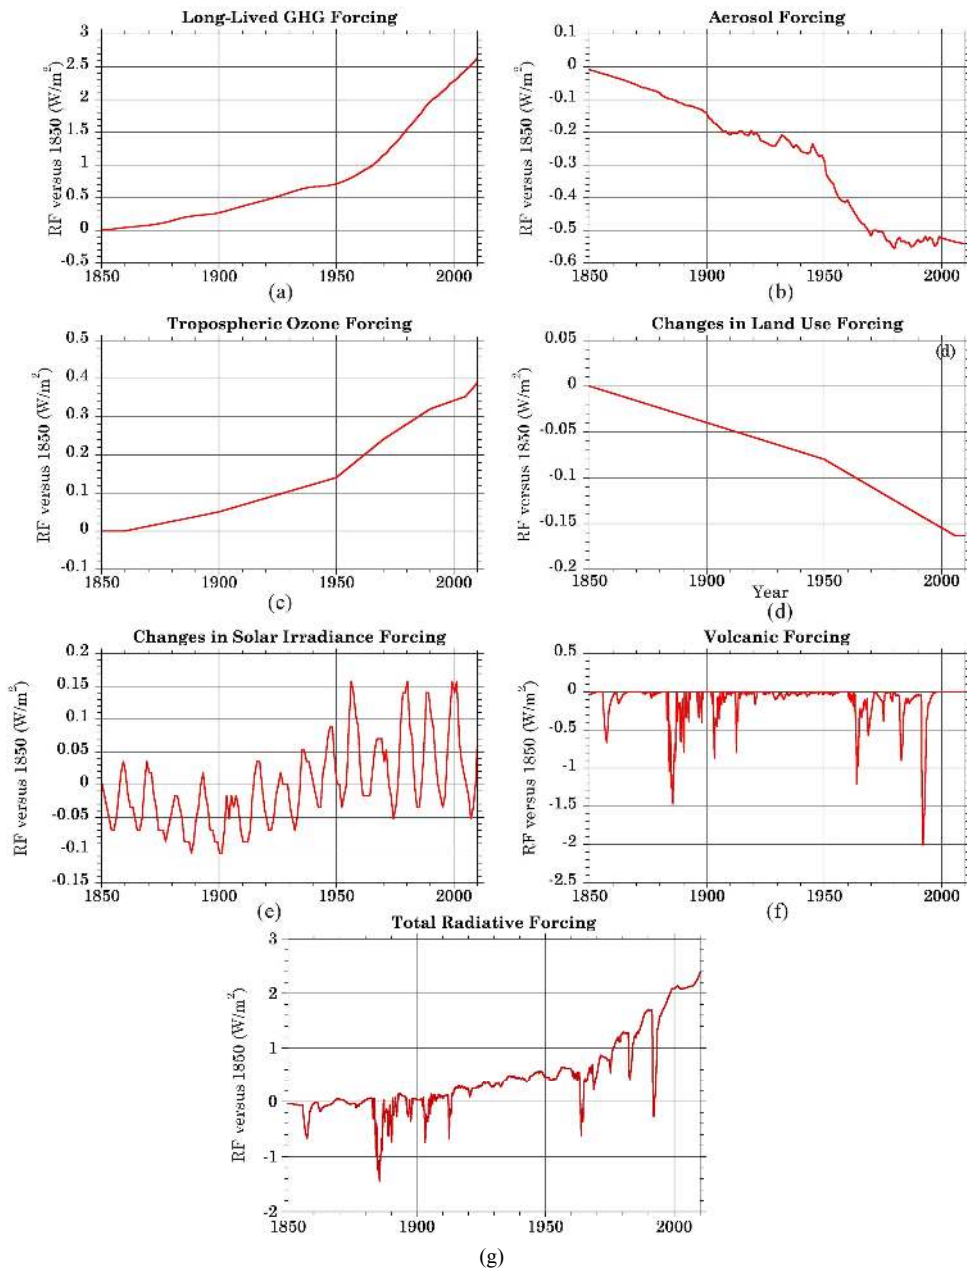 Long-Lived GHG Forcing
RF versus 1850 (W/m²)
3
2.5
2
1.5
1
0.5
0
-0.5
1850 1900 1950 2000
(a)
Aerosol Forcing
RF versus 1850 (W/m²)
0.1
0
-0.1
-0.2
-0.3
-0.4
-0.5
-0.6
1850 1900 1950 2000
(b)
Tropospheric Ozone Forcing
RF versus 1850 (W/m²)
0.5
0.4
0.3
0.2
0.1
0
-0.1
1850 1900 1950 2000
(c)
Changes in Land Use Forcing
(d)
RF versus 1850 (W/m²)
0.05
0
-0.05
-0.1
-0.15
-0.2
1850 1900 1950 2000
Year
(d)
Changes in Solar Irradiance Forcing
RF versus 1850 (W/m²)
0.2
0.15
0.1
0.05
0
-0.05
-0.1
-0.15
1850 1900 1950 2000
(e)
Volcanic Forcing
RF versus 1850 (W/m²)
0.5
0
-0.5
-1
-1.5
-2
-2.5
1850 1900 1950 2000
(f)
Total Radiative Forcing
RF versus 1850 (W/m²)
3
2
1
0
-1
-2
1850 1900 1950 2000
(g)